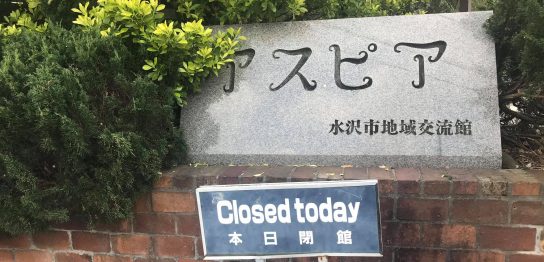 アスピア
水沢市地域交流館
Closed today
本日閉館